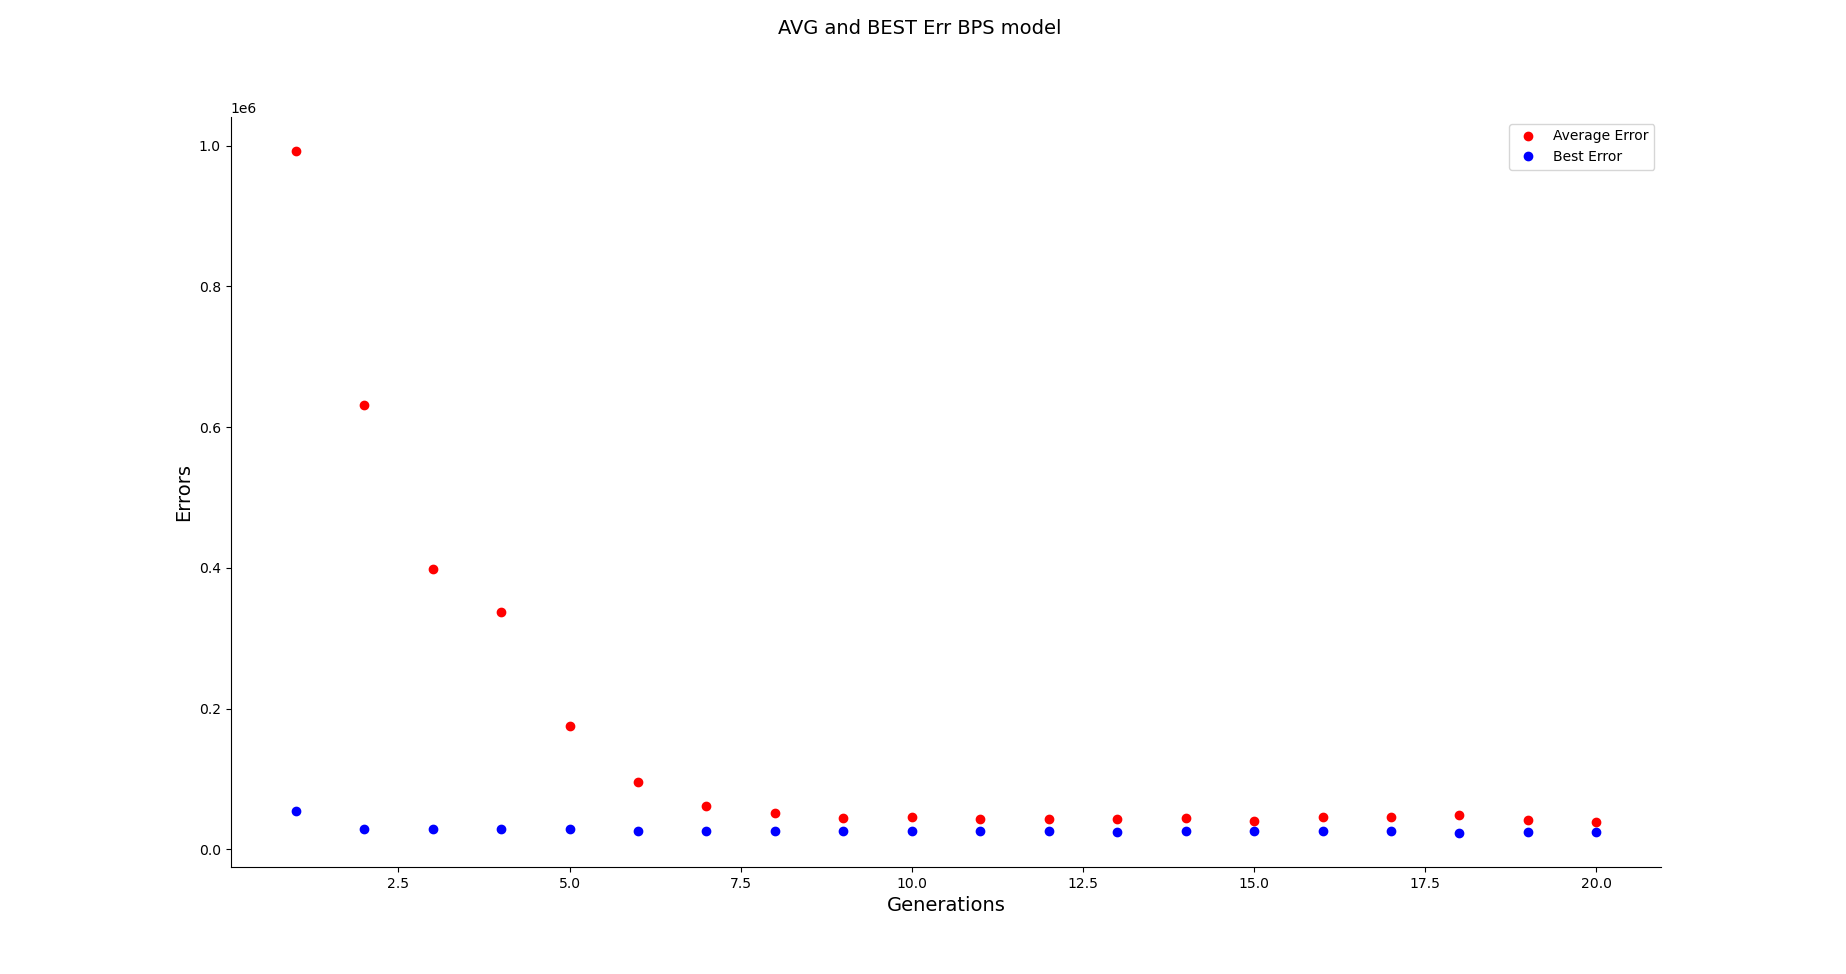 AVG and BEST Err BPS model
1e6
Average Error
Best Error
1.0
0.8
0.6
0.4
0.2
0.0
Errors
2.5 5.0 7.5 10.0 12.5 15.0 17.5 20.0
Generations